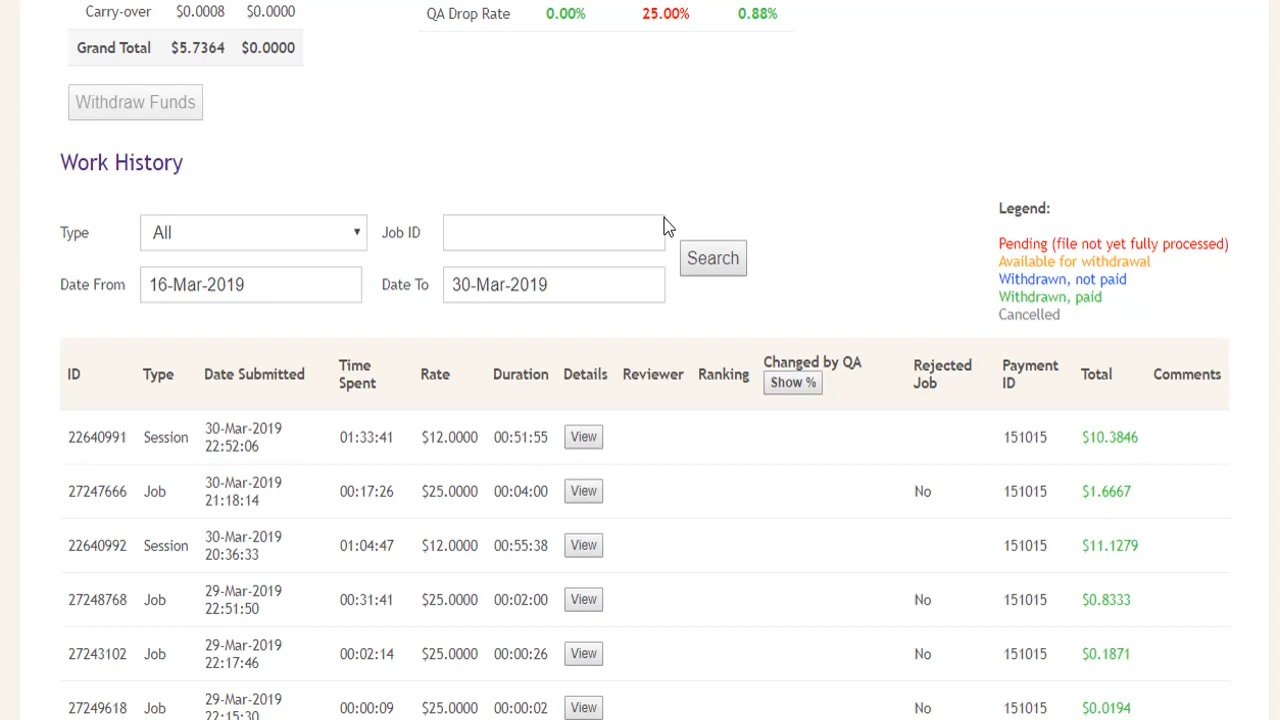 Carry-over $0.0008 $0.0000
QA Drop Rate 0.00% 25.00% 0.88%
Grand Total $5.7364 $0.0000
Withdraw Funds
Work History
Type All Job ID
Search
Date From 16-Mar-2019 Date To 30-Mar-2019
Legend:
Pending (file not yet fully processed)
Available for withdrawal
Withdrawn, not paid
Withdrawn, paid
Cancelled
ID Type Date Submitted Time Spent Rate Duration Details Reviewer Ranking Changed by QA Show % Rejected Job Payment ID Total Comments
22640991 Session 30-Mar-2019 22:52:06 01:33:41 $12.0000 00:51:55 View 151015 $10.3846
27247666 Job 30-Mar-2019 21:18:14 00:17:26 $25.0000 00:04:00 View No 151015 $1.6667
22640992 Session 30-Mar-2019 20:36:33 01:04:47 $12.0000 00:55:38 View 151015 $11.1279
27248768 Job 29-Mar-2019 22:51:50 00:31:41 $25.0000 00:02:00 View No 151015 $0.8333
27243102 Job 29-Mar-2019 22:17:46 00:02:14 $25.0000 00:00:26 View No 151015 $0.1871
27249618 Job 29-Mar-2019 22:15:30 00:00:09 $25.0000 00:00:02 View No 151015 $0.0194